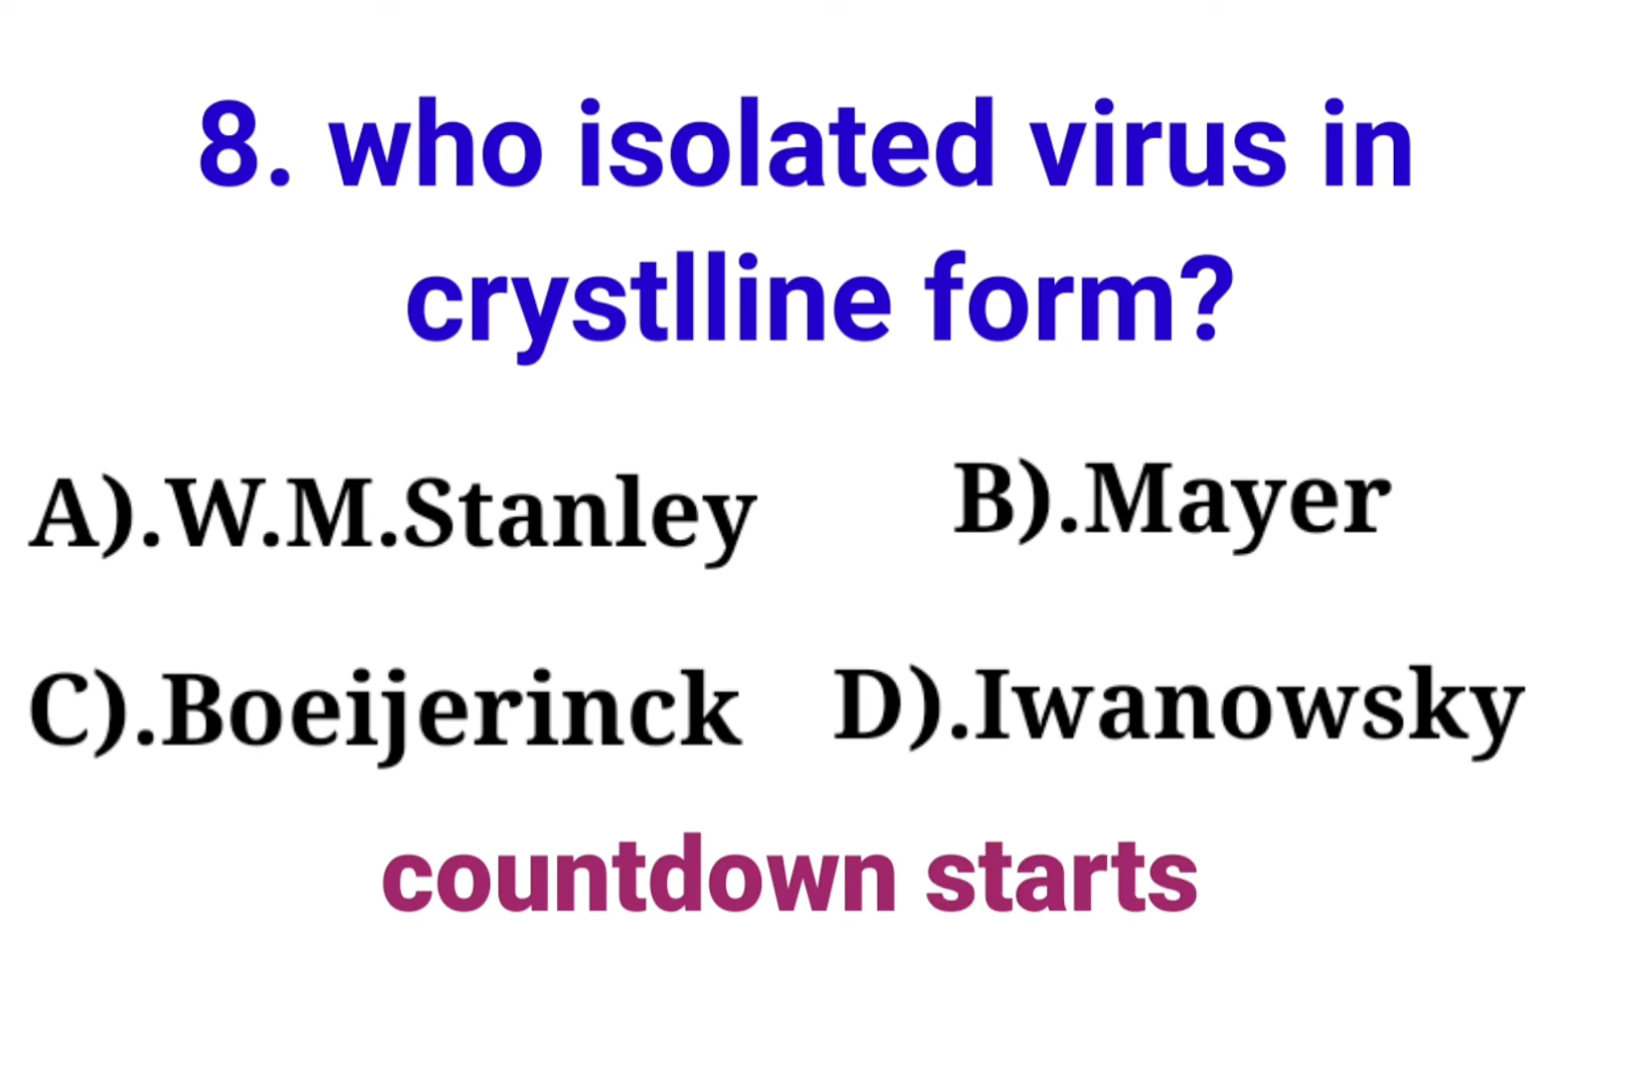 8. who isolated virus in
crystlline form?
A).W.M.Stanley B).Mayer
C).Boeijerinck D).Iwanowsky
countdown starts